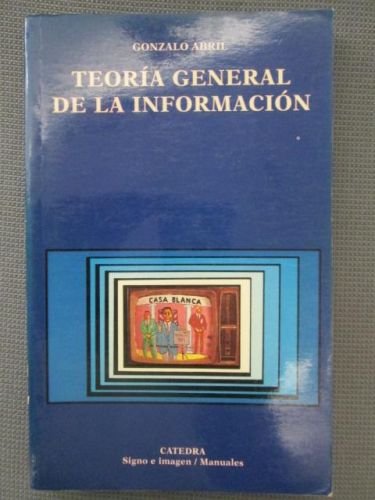 GONZALO ABRIL
TEORÍA GENERAL
DE LA INFORMACIÓN
CASA BLANCA
CATEDRA
Signo e imagen / Manuales